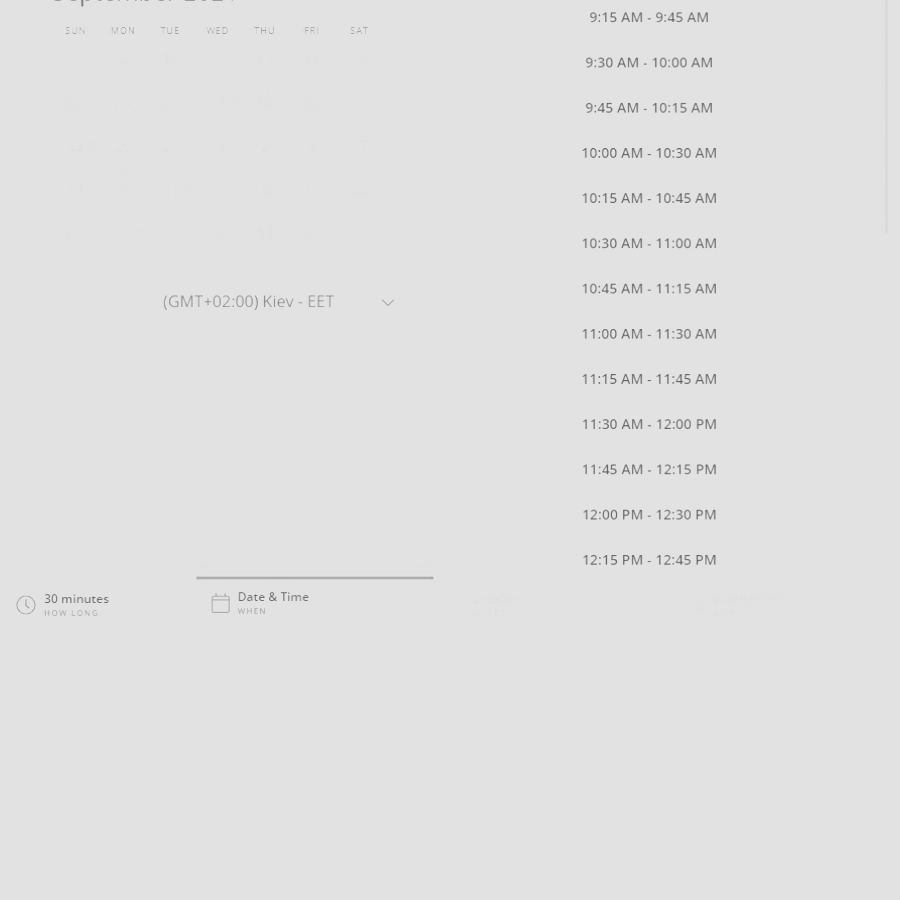 SUN MON TUE WED THU FRI SAT
(GMT+02:00) Kiev - EET
9:15 AM - 9:45 AM
9:30 AM - 10:00 AM
9:45 AM - 10:15 AM
10:00 AM - 10:30 AM
10:15 AM - 10:45 AM
10:30 AM - 11:00 AM
10:45 AM - 11:15 AM
11:00 AM - 11:30 AM
11:15 AM - 11:45 AM
11:30 AM - 12:00 PM
11:45 AM - 12:15 PM
12:00 PM - 12:30 PM
12:15 PM - 12:45 PM
30 minutes
HOW LONG
Date & Time
WHEN